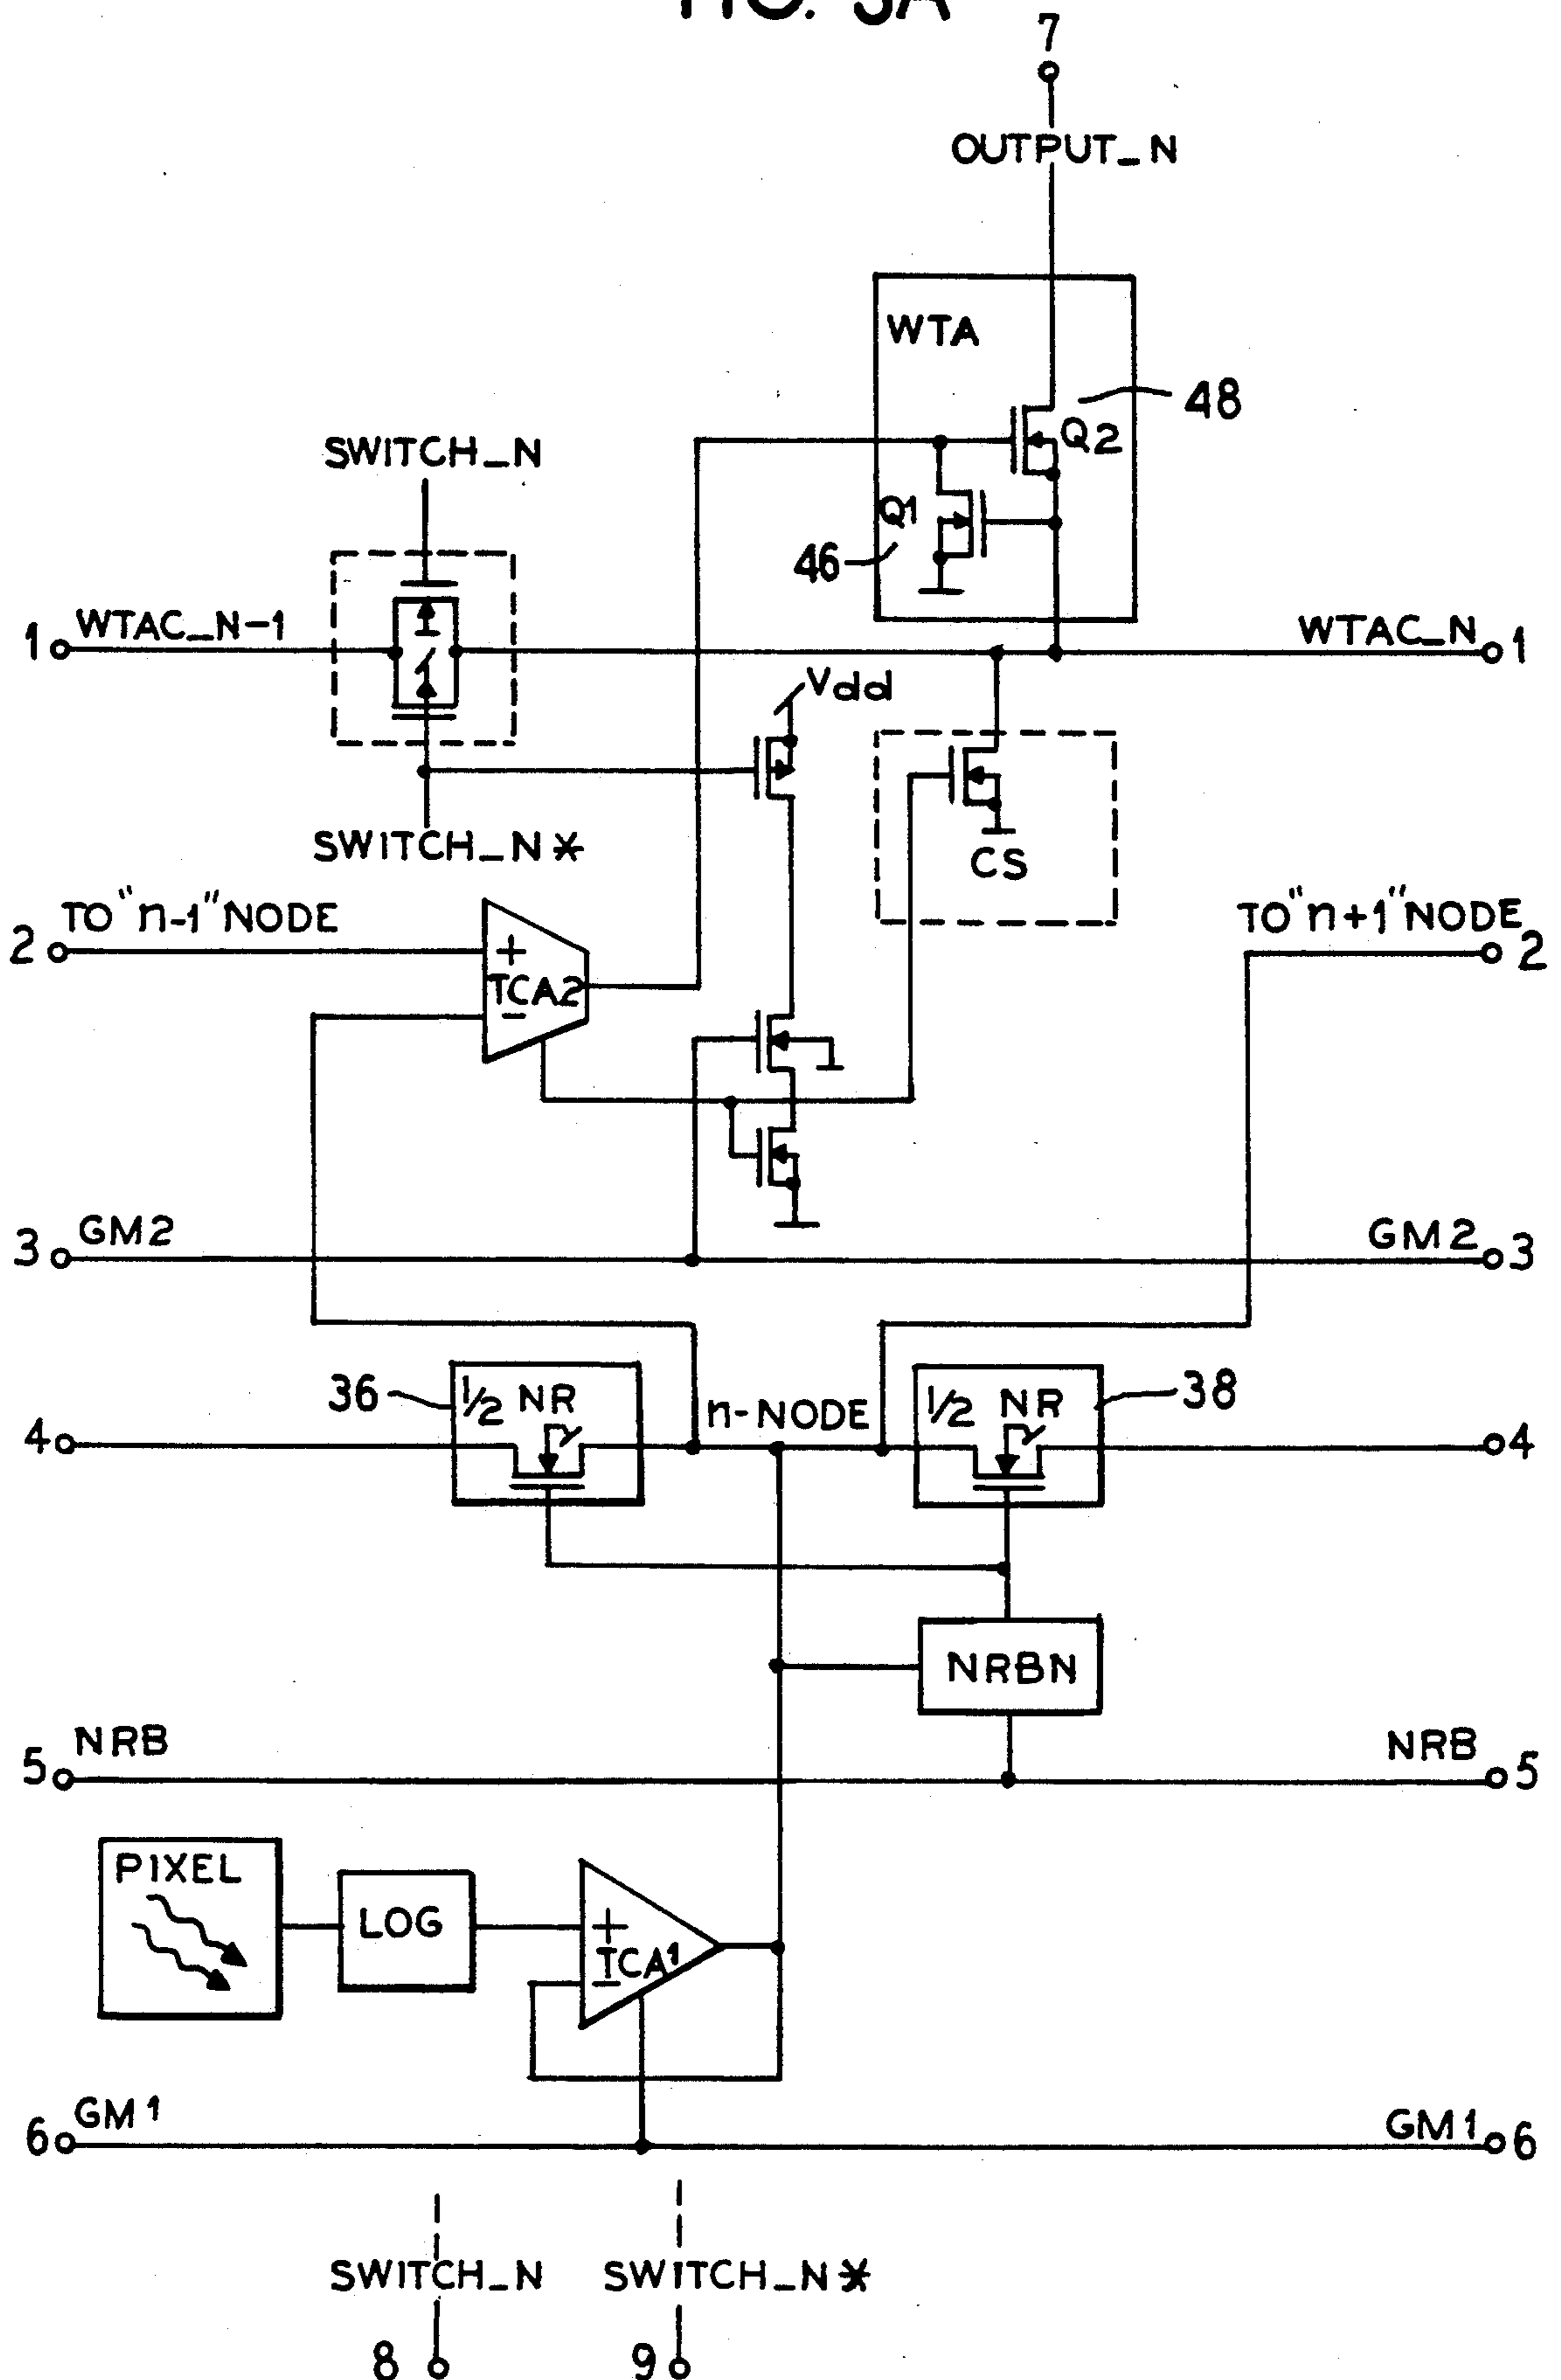 FIG. 5A
7
OUTPUT_N
WTA
48
Q2
SWITCH_N
Q1
46
1 WTAC_N-1
WTAC_N 1
Vdd
SWITCH_N*
CS
TO "n-1" NODE
TO "n+1" NODE
2
2
+
TCA2
-
GM2
GM2
3
3
36
1/2 NR
n-NODE
1/2 NR
38
4
4
NRBN
NRB
NRB
5
5
PIXEL
LOG
+
TCA1
-
GM1
GM1
6
6
SWITCH_N
SWITCH_N*
8
9